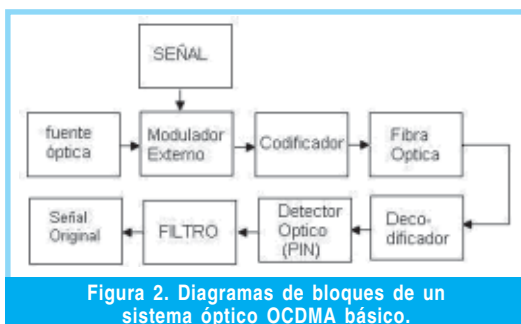 SEÑAL
fuente
óptica
Modulador
Externo
Codificador
Fibra
Optica
Señal
Original
FILTRO
Detector
Optico
(PIN)
Deco-
dificador
Figura 2. Diagramas de bloques de un
sistema óptico OCDMA básico.